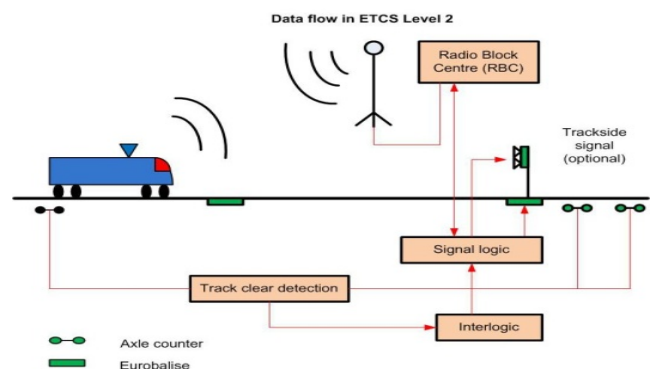 Data flow in ETCS Level 2
Radio Block
Centre (RBC)
Trackside
signal
(optional)
Signal logic
Track clear detection
Interlogic
Axle counter
Eurobalise